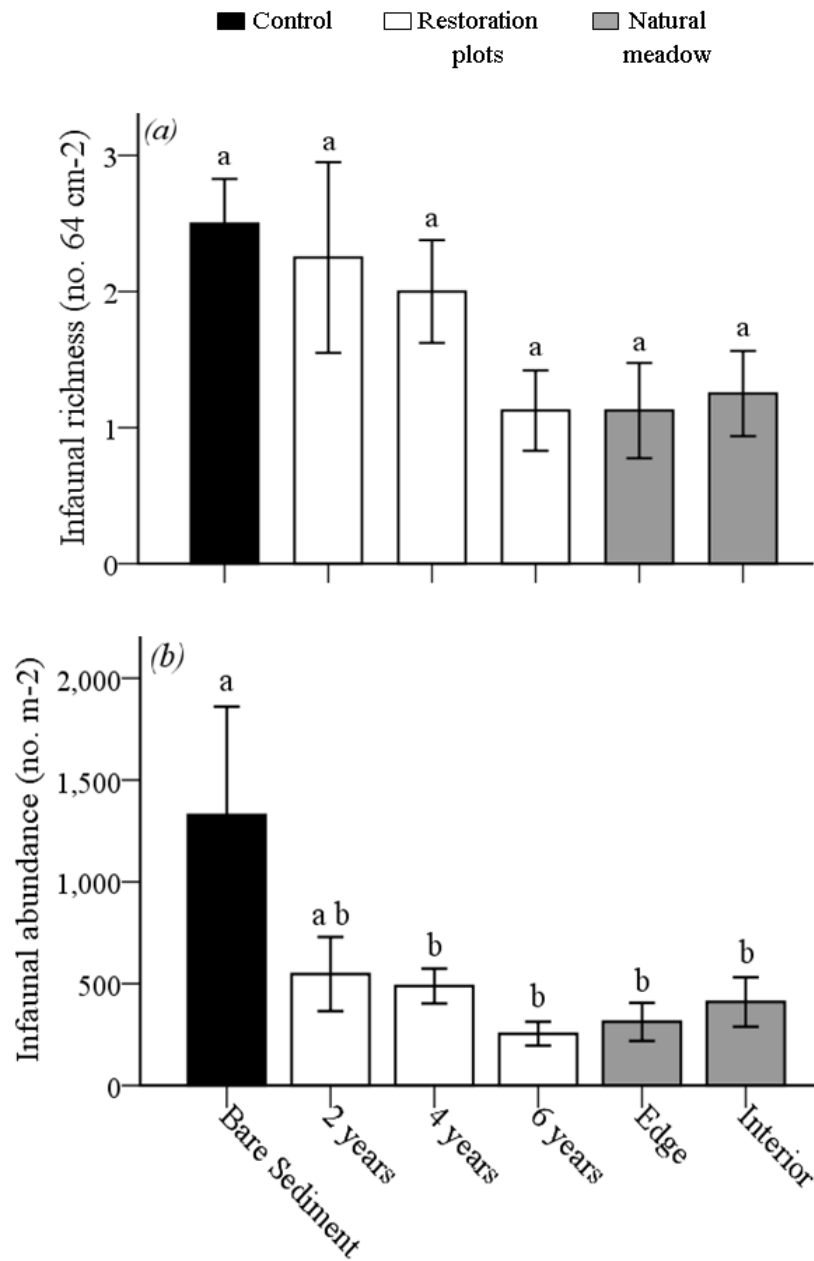 Control Restoration plots Natural meadow
(a)
Infaunal richness (no. 64 cm-2)
3
2
1
0
a a a a a a
(b)
Infaunal abundance (no. m-2)
2,000
1,500
1,000
500
0
a a b b b b b
Bare Sediment
2 years
4 years
6 years
Edge
Interior